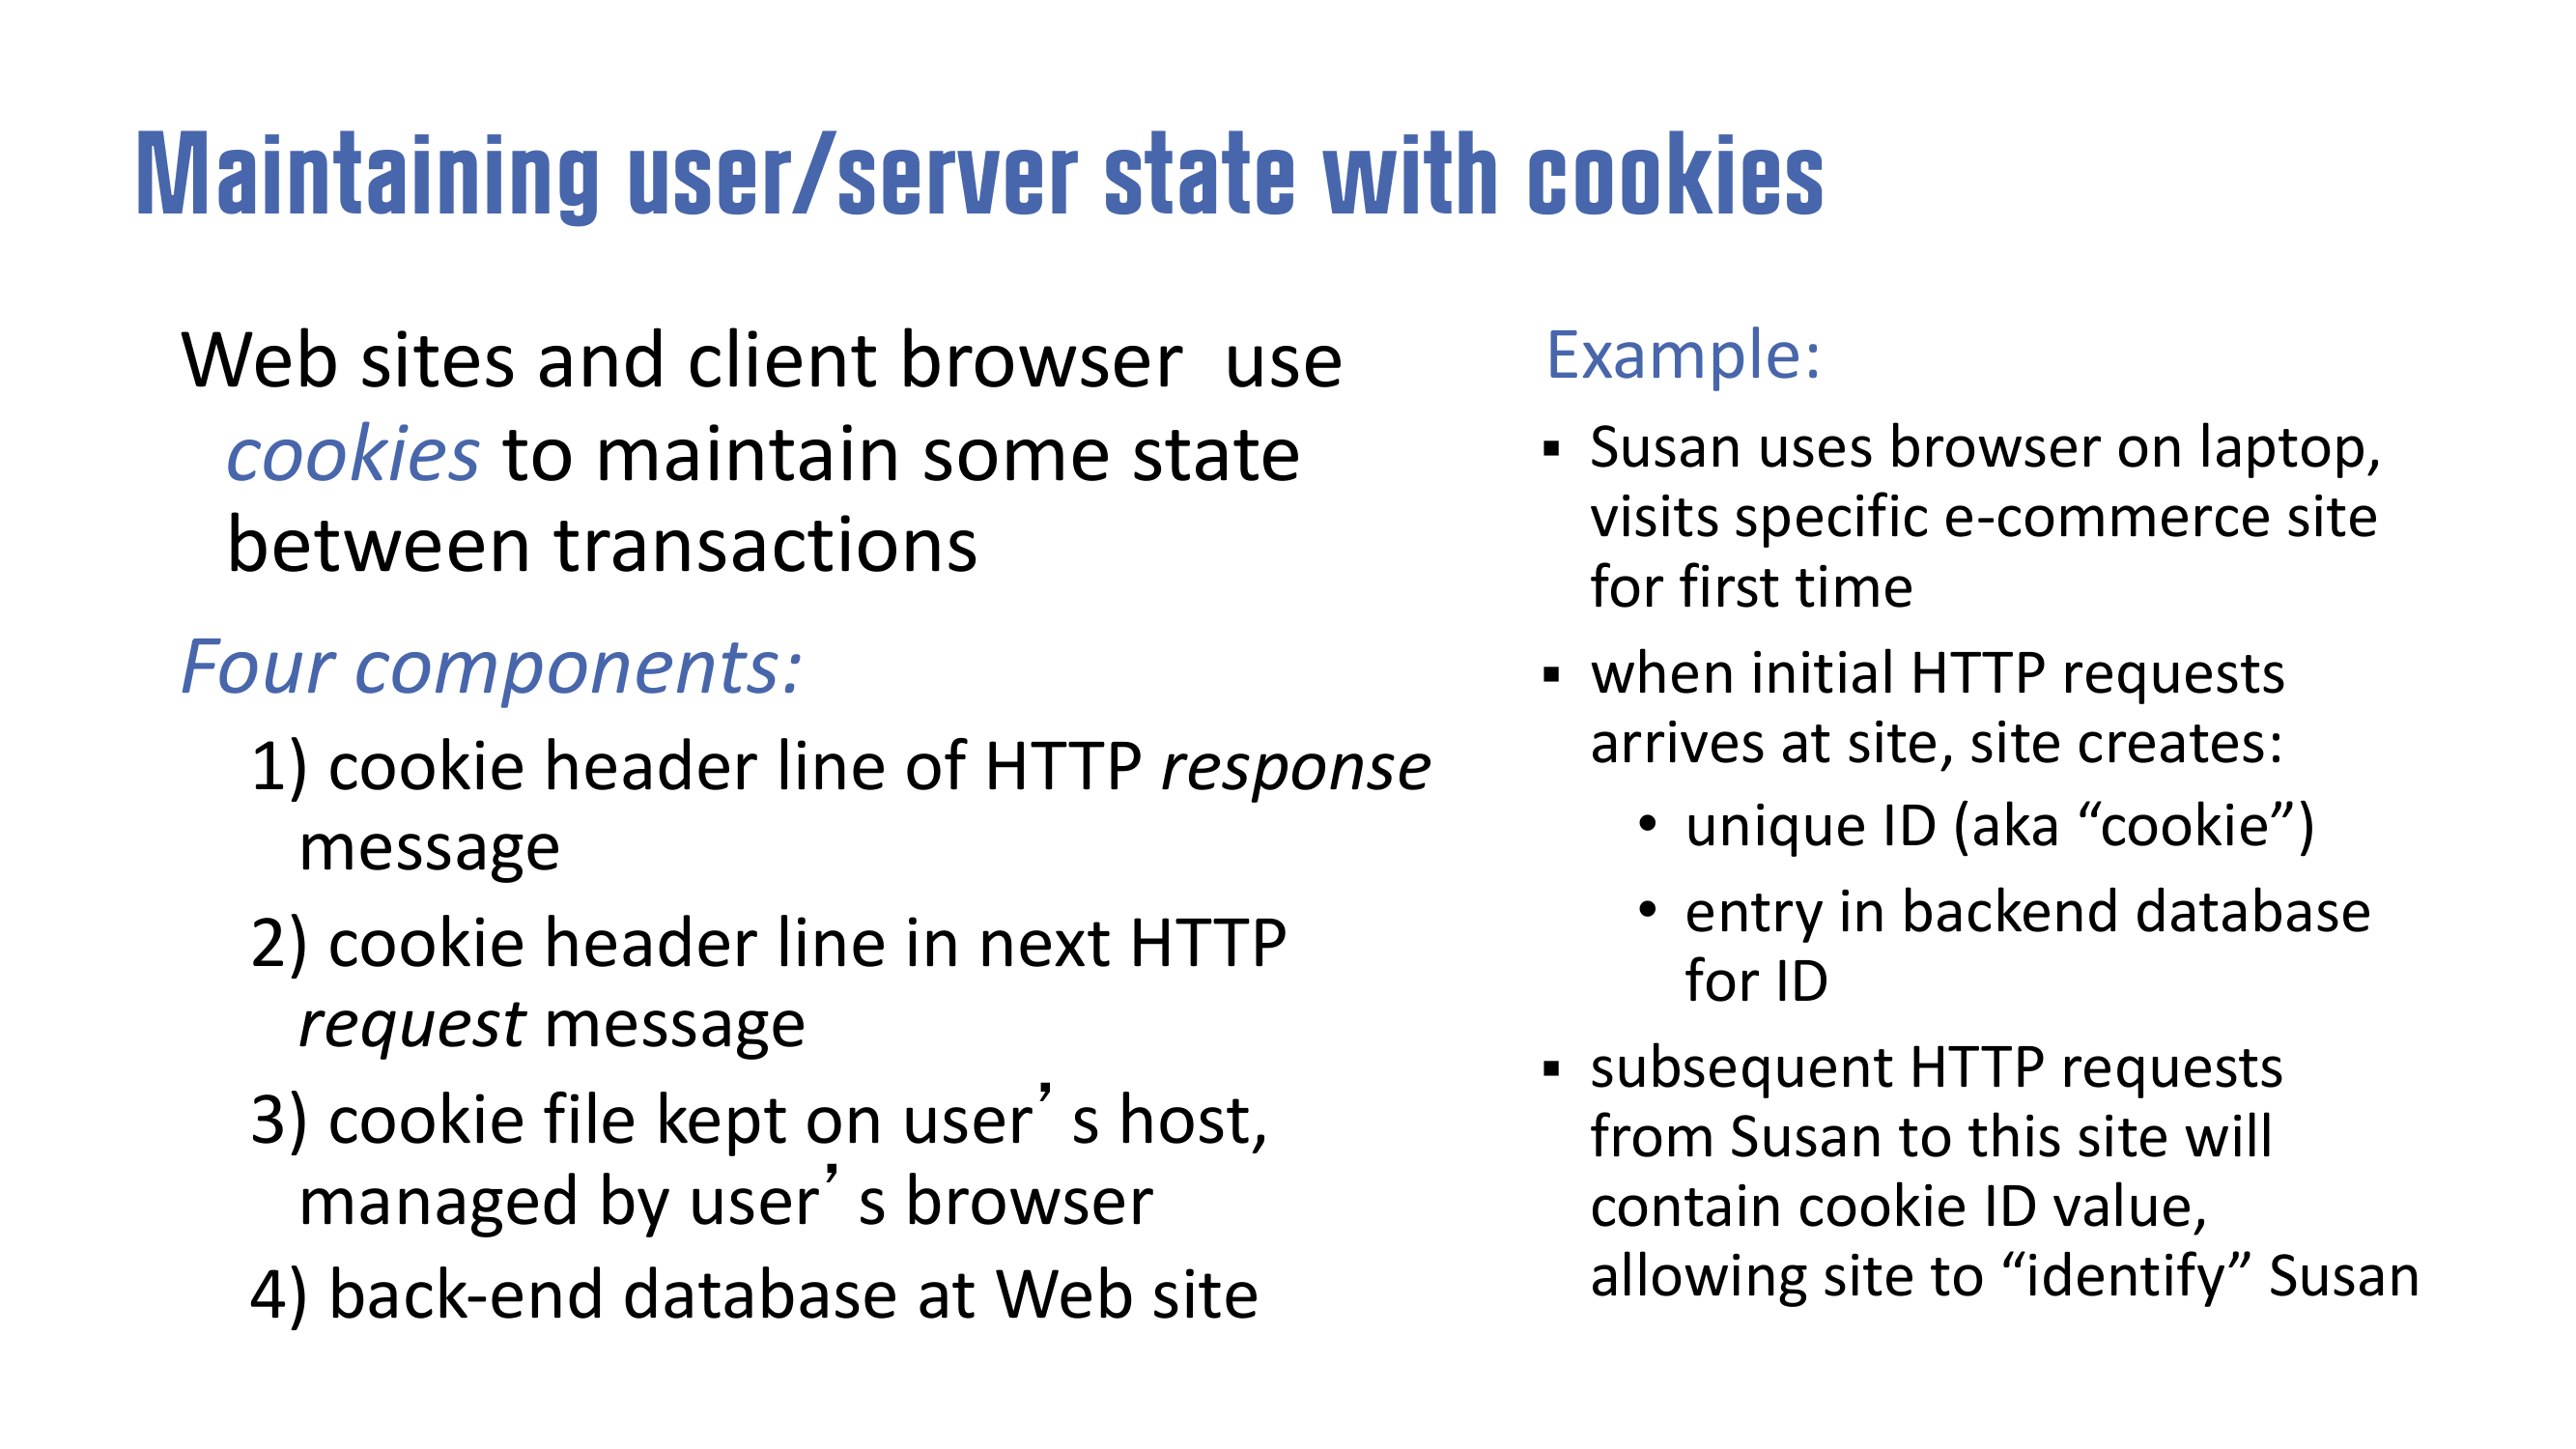 Maintaining user/server state with cookies
Web sites and client browser  use
cookies to maintain some state
between transactions
Four components:
1) cookie header line of HTTP response
message
2) cookie header line in next HTTP
request message
3) cookie file kept on user’s host,
managed by user’s browser
4) back-end database at Web site
Example:
▪ Susan uses browser on laptop,
visits specific e-commerce site
for first time
▪ when initial HTTP requests
arrives at site, site creates:
• unique ID (aka “cookie”)
• entry in backend database
for ID
▪ subsequent HTTP requests
from Susan to this site will
contain cookie ID value,
allowing site to “identify” Susan